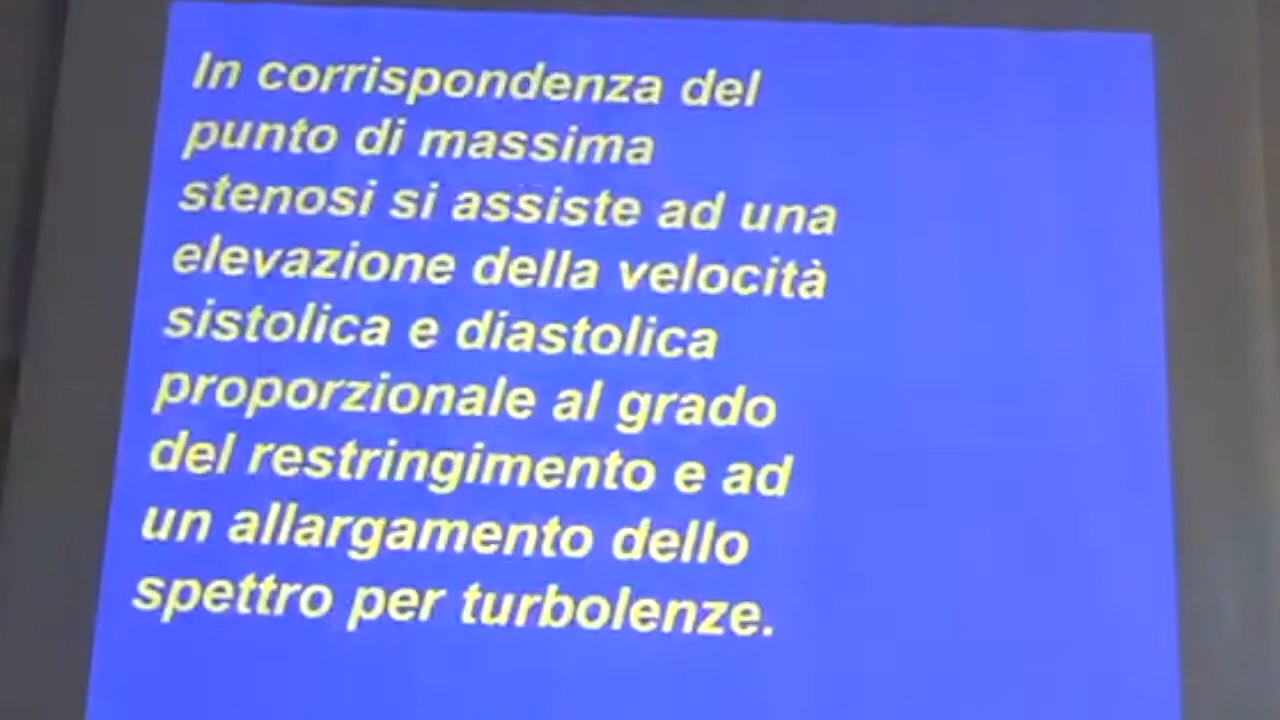 In corrispondenza del
punto di massima
stenosi si assiste ad una
elevazione della velocità
sistolica e diastolica
proporzionale al grado
del restringimento e ad
un allargamento dello
spettro per turbolenze.